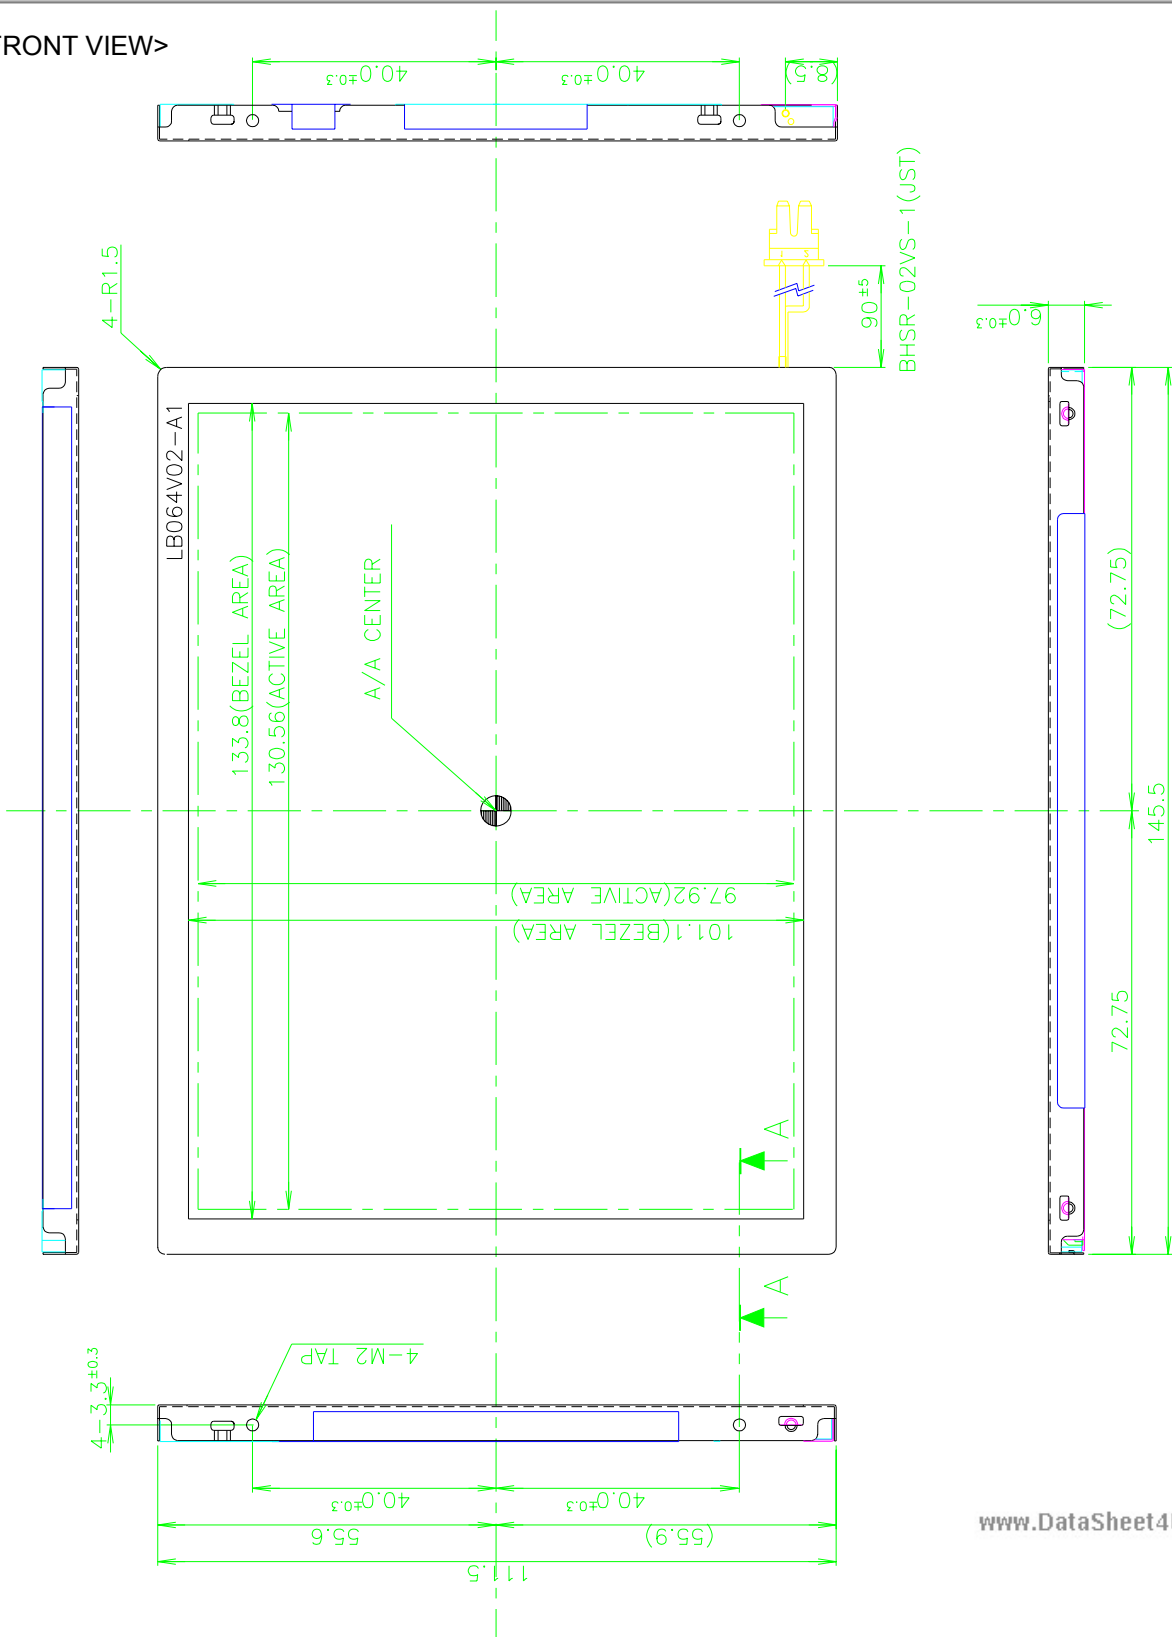 FRONT VIEW>
40.0±0.3
40.0±0.3
(8.5)
BHSR-02VS-1(JST)
90±5
4-R1.5
6.0±0.3
LB064V02-A1
133.8(BEZEL AREA)
130.56(ACTIVE AREA)
A/A CENTER
(72.75)
145.5
72.75
97.92(ACTIVE AREA)
101.1(BEZEL AREA)
A
A
4-M2 TAP
4-3.3±0.3
40.0±0.3
40.0±0.3
55.6
(55.9)
111.5
www.DataSheet4